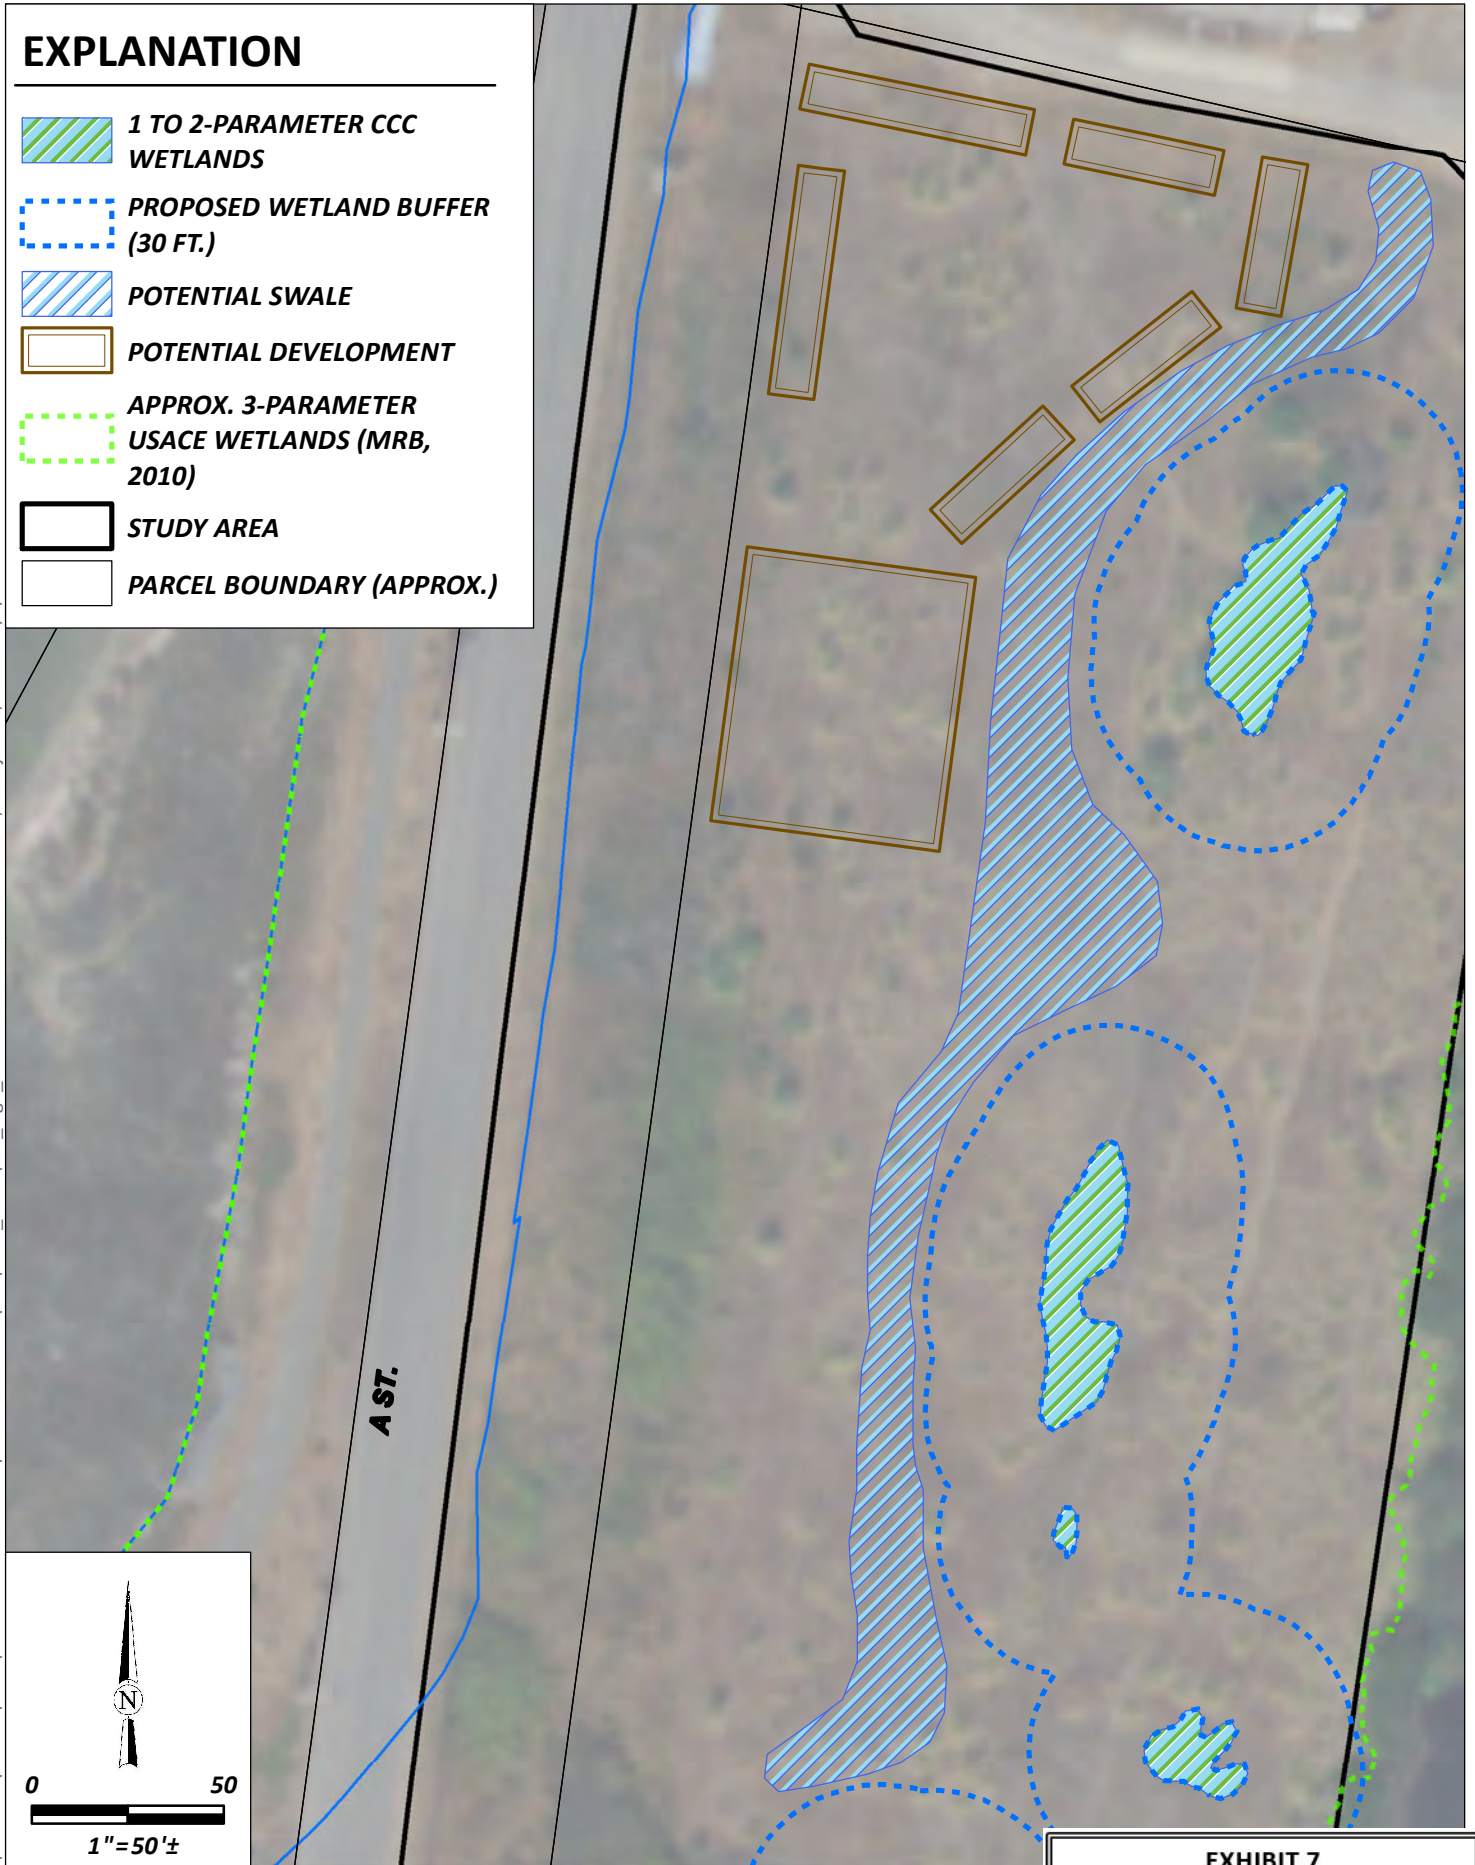 EXPLANATION
1 TO 2-PARAMETER CCC
WETLANDS
PROPOSED WETLAND BUFFER
(30 FT.)
POTENTIAL SWALE
POTENTIAL DEVELOPMENT
APPROX. 3-PARAMETER
USACE WETLANDS (MRB,
2010)
STUDY AREA
PARCEL BOUNDARY (APPROX.)
A ST.
N
0 50
1"=50'±
EXHIBIT 7